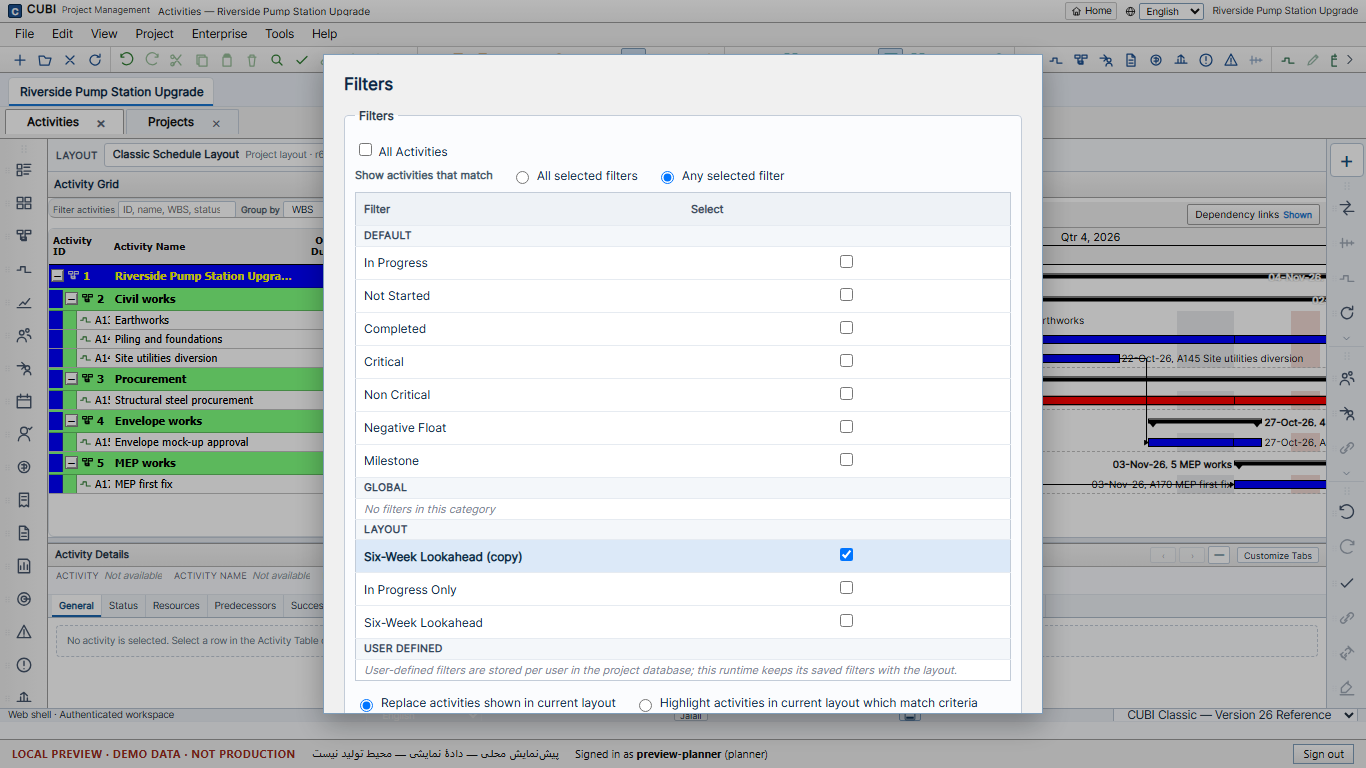 CUBI Project Management Activities — Riverside Pump Station Upgrade Home English Riverside Pump Station Upgrade
File Edit View Project Enterprise Tools Help
Riverside Pump Station Upgrade
Activities Projects
LAYOUT Classic Schedule Layout Project layout
Activity Grid
Filter activities ID, name, WBS, status Group by WBS
Dependency links Shown
Activity ID Activity Name
Qtr 4, 2026
1 Riverside Pump Station Upgra...
04-Nov-26
2 Civil works
A13 Earthworks
A14 Piling and foundations
A14 Site utilities diversion
22-Oct-26, A145 Site utilities diversion
3 Procurement
A15 Structural steel procurement
4 Envelope works
27-Oct-26, 4
A15 Envelope mock-up approval
27-Oct-26, A
5 MEP works
03-Nov-26, 5 MEP works
A17 MEP first fix
03-Nov-26, A170 MEP first fix
Filters
Filters
All Activities
Show activities that match All selected filters Any selected filter
Filter Select
DEFAULT
In Progress
Not Started
Completed
Critical
Non Critical
Negative Float
Milestone
GLOBAL
No filters in this category
LAYOUT
Six-Week Lookahead (copy)
In Progress Only
Six-Week Lookahead
USER DEFINED
User-defined filters are stored per user in the project database; this runtime keeps its saved filters with the layout.
Replace activities shown in current layout Highlight activities in current layout which match criteria
Activity Details
Customize Tabs
ACTIVITY Not available ACTIVITY NAME Not available
General Status Resources Predecessors
No activity is selected. Select a row in the Activity Table
Web shell · Authenticated workspace
Jalali
CUBI Classic — Version 26 Reference
LOCAL PREVIEW · DEMO DATA · NOT PRODUCTION پیش‌نمایش محلی — دادهٔ نمایشی — محیط تولید نیست Signed in as preview-planner (planner) Sign out